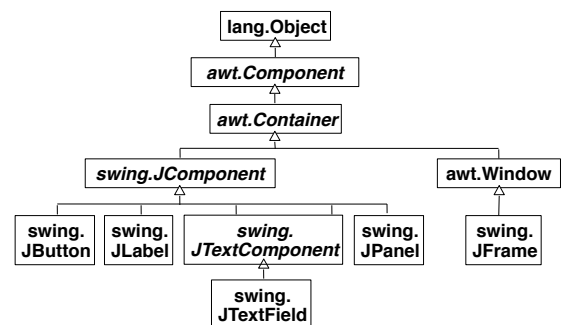 lang.Object
awt.Component
awt.Container
swing.JComponent
awt.Window
swing.
JButton
swing.
JLabel
swing.
JTextComponent
swing.
JPanel
swing.
JFrame
swing.
JTextField